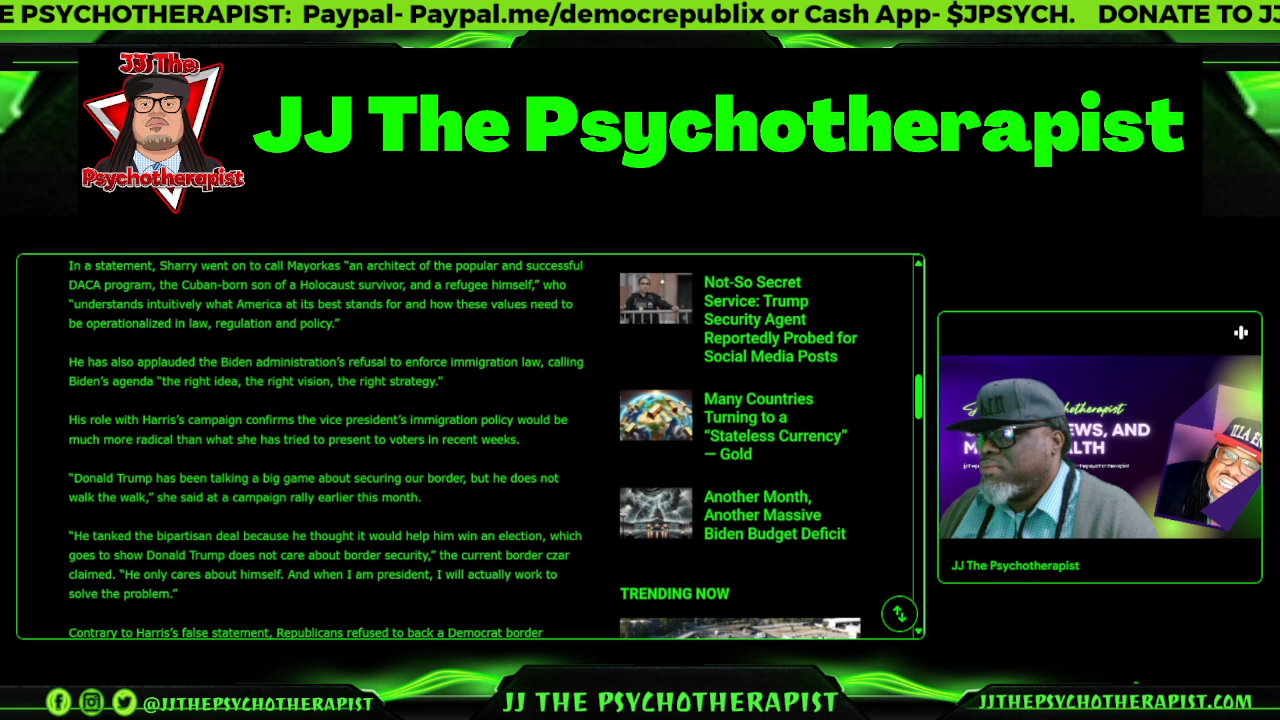 E PSYCHOTHERAPIST: Paypal- Paypal.me/democrepublix or Cash App- $JPSYCH. DONATE TO JJ
JJ The
Psychotherapist
JJ The Psychotherapist
In a statement, Sharry went on to call Mayorkas “an architect of the popular and successful
DACA program, the Cuban-born son of a Holocaust survivor, and a refugee himself,” who
“understands intuitively what America at its best stands for and how these values need to
be operationalized in law, regulation and policy.”
He has also applauded the Biden administration’s refusal to enforce immigration law, calling
Biden’s agenda “the right idea, the right vision, the right strategy.”
His role with Harris’s campaign confirms the vice president’s immigration policy would be
much more radical than what she has tried to present to voters in recent weeks.
“Donald Trump has been talking a big game about securing our border, but he does not
walk the walk,” she said at a campaign rally earlier this month.
“He tanked the bipartisan deal because he thought it would help him win an election, which
goes to show Donald Trump does not care about border security,” the current border czar
claimed. “He only cares about himself. And when I am president, I will actually work to
solve the problem.”
Contrary to Harris’s false statement, Republicans refused to back a Democrat border
Not-So Secret
Service: Trump
Security Agent
Reportedly Probed for
Social Media Posts
Many Countries
Turning to a
“Stateless Currency”
— Gold
Another Month,
Another Massive
Biden Budget Deficit
TRENDING NOW
EWS, AND
LTH
JJ The Psychotherapist
@JJTHEPSYCHOTHERAPIST
JJ THE PSYCHOTHERAPIST
JJTHEPSYCHOTHERAPIST.COM